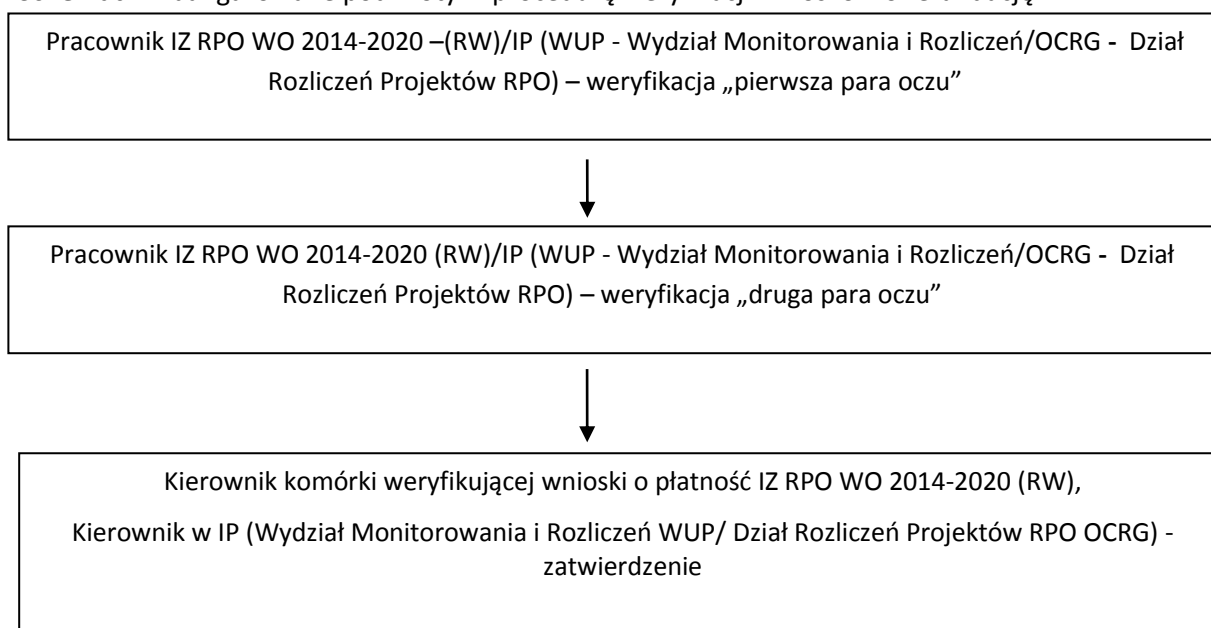 Pracownik IZ RPO WO 2014-2020 –(RW)/IP (WUP - Wydział Monitorowania i Rozliczeń/OCRG - Dział
Rozliczeń Projektów RPO) – weryfikacja „pierwsza para oczu”
Pracownik IZ RPO WO 2014-2020 (RW)/IP (WUP - Wydział Monitorowania i Rozliczeń/OCRG - Dział
Rozliczeń Projektów RPO) – weryfikacja „druga para oczu”
Kierownik komórki weryfikującej wnioski o płatność IZ RPO WO 2014-2020 (RW),
Kierownik w IP (Wydział Monitorowania i Rozliczeń WUP/ Dział Rozliczeń Projektów RPO OCRG) -
zatwierdzenie